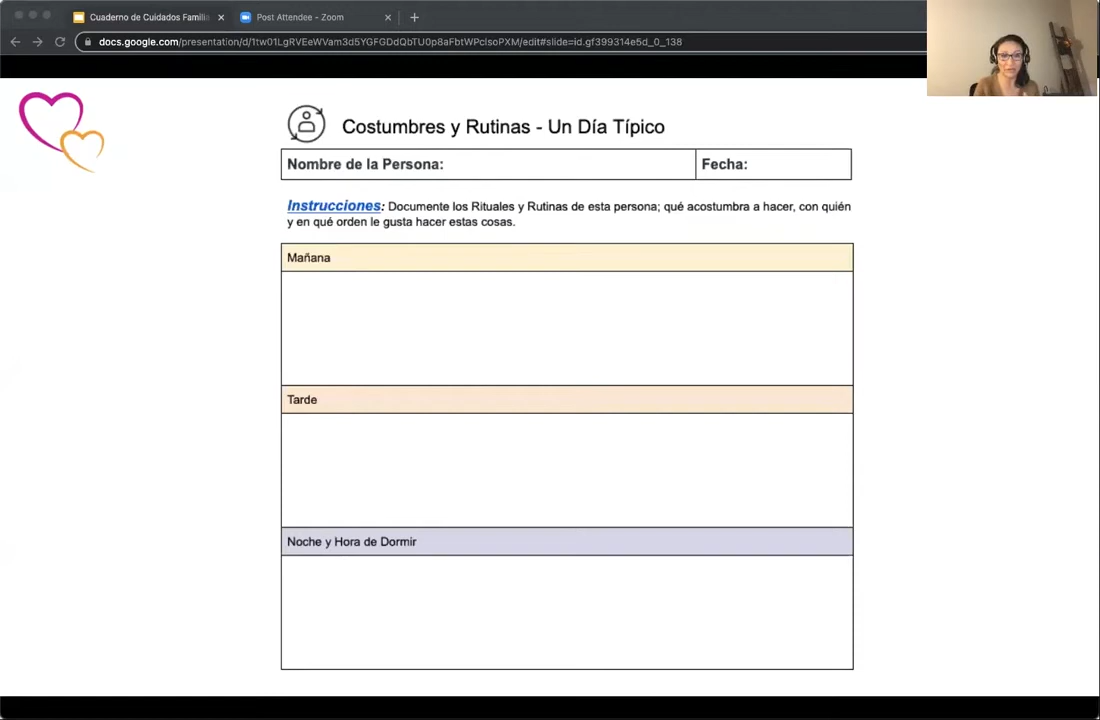 Cuaderno de Cuidados Familia
Post Attendee - Zoom
docs.google.com/presentation/d/1tw01LgRVEeWVam3d5YGFGDdQbTU0p8aFbtWPclsoPXM/edit#slide=id.gf399314e5d_0_138
Costumbres y Rutinas - Un Día Típico
Nombre de la Persona: Fecha:
Instrucciones: Documente los Rituales y Rutinas de esta persona; qué acostumbra a hacer, con quién
y en qué orden le gusta hacer estas cosas.
Mañana
Tarde
Noche y Hora de Dormir